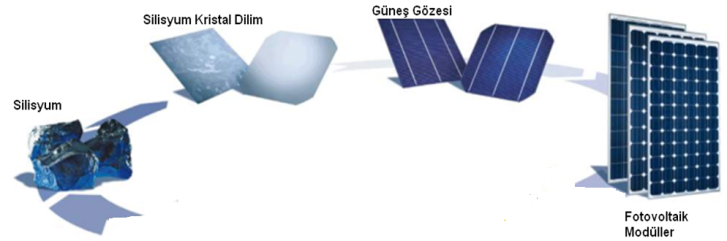 Silisyum
Silisyum Kristal Dilim
Güneş Gözesi
Fotovoltaik
Modüller